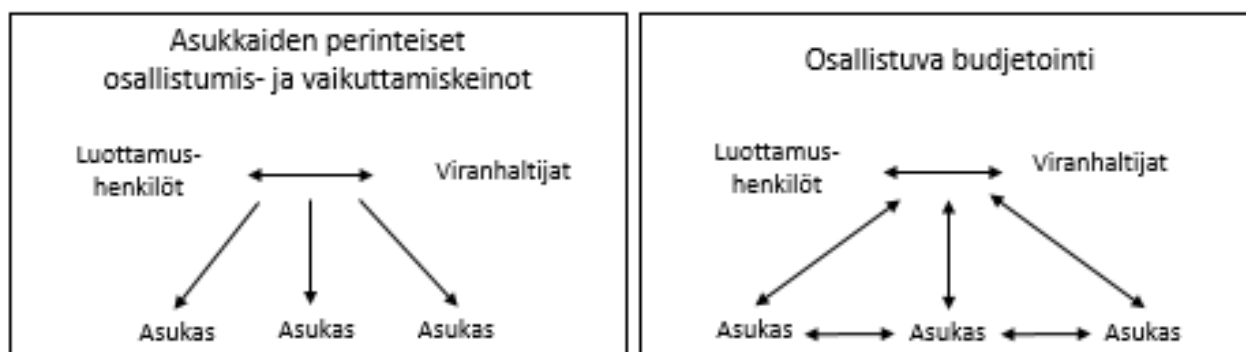 Asukkaiden perinteiset
osallistumis- ja vaikuttamiskeinot
Luottamus-
henkilöt
Viranhaltijat
Asukas
Asukas
Asukas
Osallistuva budjetointi
Luottamus-
henkilöt
Viranhaltijat
Asukas
Asukas
Asukas